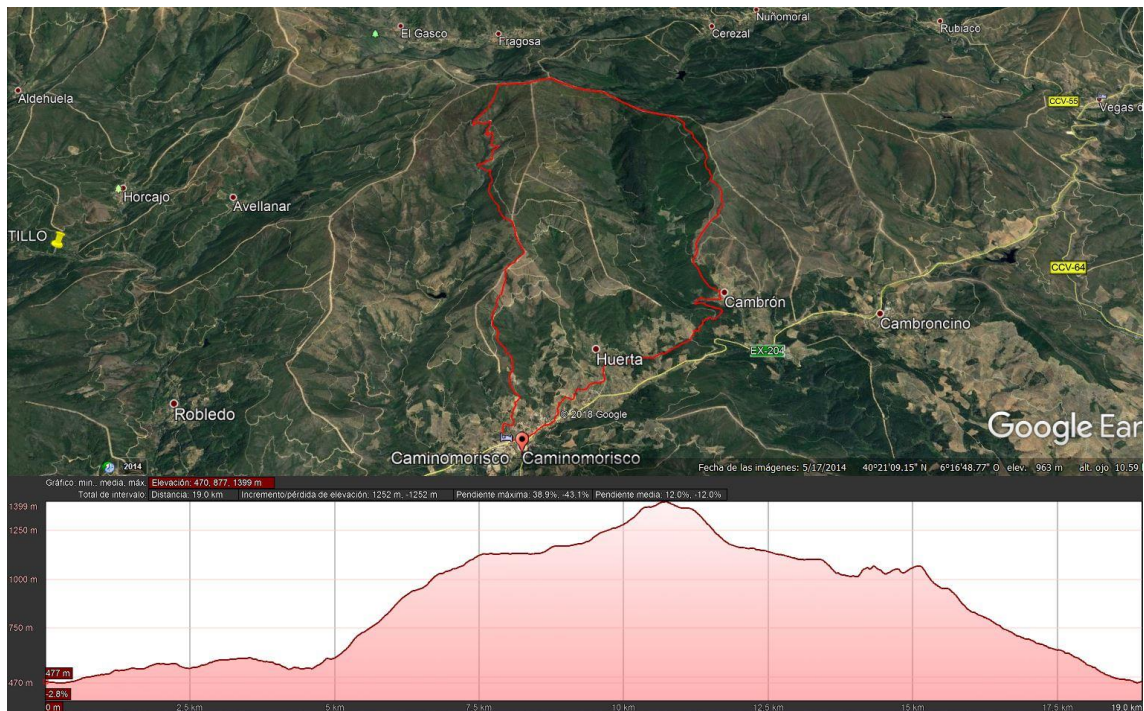 Nuñomoral
El Gasco
Fragosa
Cerezal
Rubiaco
Aldehuela
CCV-55
Vegas d
Horcajo
Avellanar
TILLO
CCV-64
Cambrón
Cambroncino
EX-204
Huerta
Robledo
© 2018 Google
Google Ear
Caminomorisco Caminomorisco
2014
Fecha de las imágenes: 5/17/2014 40°21'09.15" N 6°16'48.77" O elev. 963 m alt. ojo 10.59
Gráfico: min., media, máx. Elevación: 470, 877, 1399 m
Total de intervalo: Distancia: 19.0 km Incremento/pérdida de elevación: 1252 m, -1252 m Pendiente máxima: 38.9%, -43.1% Pendiente media: 12.0%, -12.0%
1399 m
1250 m
1000 m
750 m
477 m
470 m
-2.8%
0 m 2.5 km 5 km 7.5 km 10 km 12.5 km 15 km 17.5 km 19.0 km